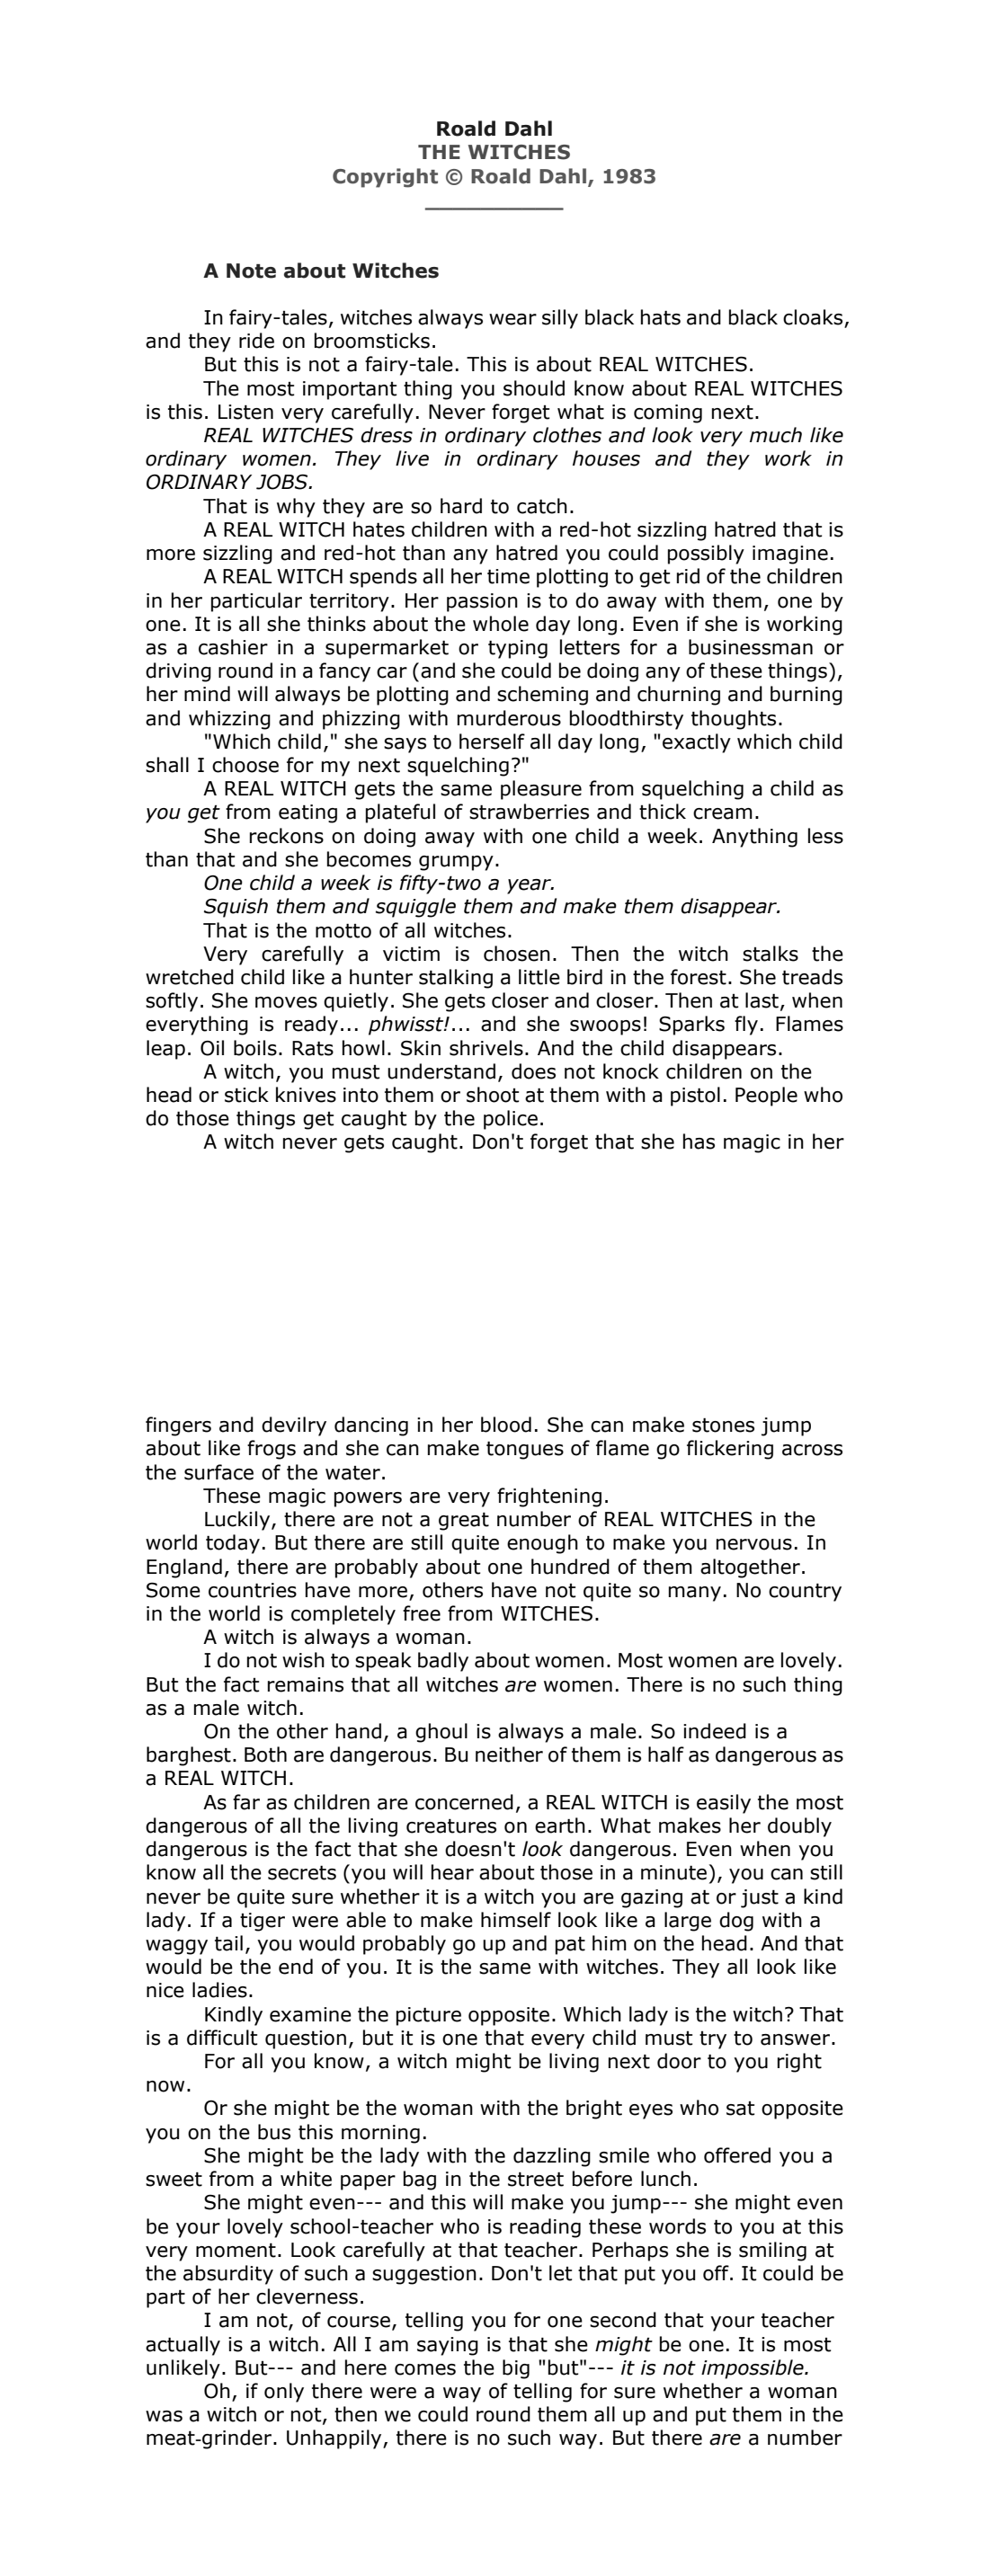 Roald Dahl
THE WITCHES
Copyright © Roald Dahl, 1983
A Note about Witches
In fairy-tales, witches always wear silly black hats and black cloaks,
and they ride on broomsticks.
But this is not a fairy-tale. This is about REAL WITCHES.
The most important thing you should know about REAL WITCHES
is this. Listen very carefully. Never forget what is coming next.
REAL WITCHES dress in ordinary clothes and look very much like
ordinary women. They live in ordinary houses and they work in
ORDINARY JOBS.
That is why they are so hard to catch.
A REAL WITCH hates children with a red-hot sizzling hatred that is
more sizzling and red-hot than any hatred you could possibly imagine.
A REAL WITCH spends all her time plotting to get rid of the children
in her particular territory. Her passion is to do away with them, one by
one. It is all she thinks about the whole day long. Even if she is working
as a cashier in a supermarket or typing letters for a businessman or
driving round in a fancy car (and she could be doing any of these things),
her mind will always be plotting and scheming and churning and burning
and whizzing and phizzing with murderous bloodthirsty thoughts.
"Which child," she says to herself all day long, "exactly which child
shall I choose for my next squelching?"
A REAL WITCH gets the same pleasure from squelching a child as
you get from eating a plateful of strawberries and thick cream.
She reckons on doing away with one child a week. Anything less
than that and she becomes grumpy.
One child a week is fifty-two a year.
Squish them and squiggle them and make them disappear.
That is the motto of all witches.
Very carefully a victim is chosen. Then the witch stalks the
wretched child like a hunter stalking a little bird in the forest. She treads
softly. She moves quietly. She gets closer and closer. Then at last, when
everything is ready... phwisst!... and she swoops! Sparks fly. Flames
leap. Oil boils. Rats howl. Skin shrivels. And the child disappears.
A witch, you must understand, does not knock children on the
head or stick knives into them or shoot at them with a pistol. People who
do those things get caught by the police.
A witch never gets caught. Don't forget that she has magic in her
fingers and devilry dancing in her blood. She can make stones jump
about like frogs and she can make tongues of flame go flickering across
the surface of the water.
These magic powers are very frightening.
Luckily, there are not a great number of REAL WITCHES in the
world today. But there are still quite enough to make you nervous. In
England, there are probably about one hundred of them altogether.
Some countries have more, others have not quite so many. No country
in the world is completely free from WITCHES.
A witch is always a woman.
I do not wish to speak badly about women. Most women are lovely.
But the fact remains that all witches are women. There is no such thing
as a male witch.
On the other hand, a ghoul is always a male. So indeed is a
barghest. Both are dangerous. Bu neither of them is half as dangerous as
a REAL WITCH.
As far as children are concerned, a REAL WITCH is easily the most
dangerous of all the living creatures on earth. What makes her doubly
dangerous is the fact that she doesn't look dangerous. Even when you
know all the secrets (you will hear about those in a minute), you can still
never be quite sure whether it is a witch you are gazing at or just a kind
lady. If a tiger were able to make himself look like a large dog with a
waggy tail, you would probably go up and pat him on the head. And that
would be the end of you. It is the same with witches. They all look like
nice ladies.
Kindly examine the picture opposite. Which lady is the witch? That
is a difficult question, but it is one that every child must try to answer.
For all you know, a witch might be living next door to you right
now.
Or she might be the woman with the bright eyes who sat opposite
you on the bus this morning.
She might be the lady with the dazzling smile who offered you a
sweet from a white paper bag in the street before lunch.
She might even--- and this will make you jump--- she might even
be your lovely school-teacher who is reading these words to you at this
very moment. Look carefully at that teacher. Perhaps she is smiling at
the absurdity of such a suggestion. Don't let that put you off. It could be
part of her cleverness.
I am not, of course, telling you for one second that your teacher
actually is a witch. All I am saying is that she might be one. It is most
unlikely. But--- and here comes the big "but"--- it is not impossible.
Oh, if only there were a way of telling for sure whether a woman
was a witch or not, then we could round them all up and put them in the
meat-grinder. Unhappily, there is no such way. But there are a number